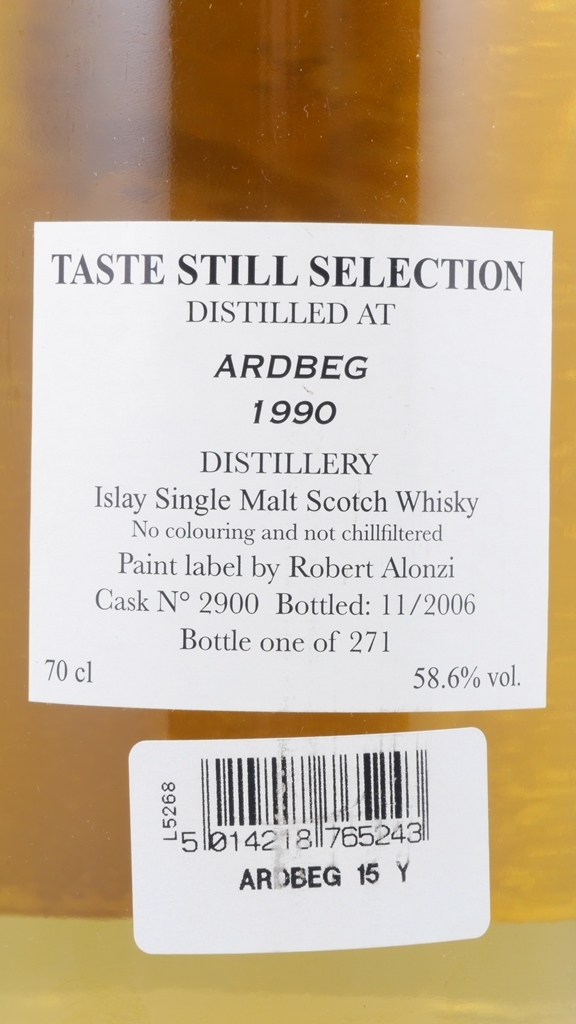 TASTE STILL SELECTION
DISTILLED AT
ARDBEG
1990
DISTILLERY
Islay Single Malt Scotch Whisky
No colouring and not chillfiltered
Paint label by Robert Alonzi
Cask N° 2900 Bottled: 11/2006
Bottle one of 271
70 cl 58.6% vol.
L5268
5 014218 765243
ARDBEG 15 Y